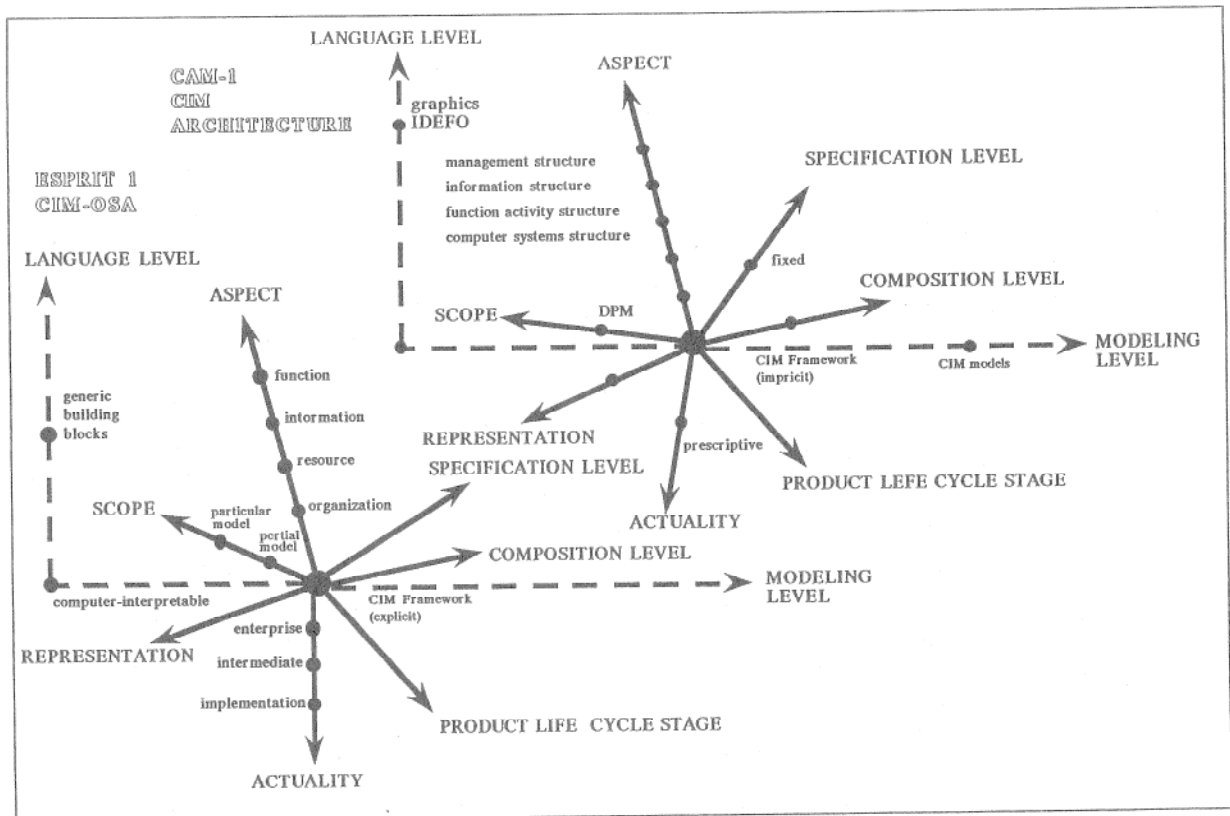 LANGUAGE LEVEL
CAM-1
CIM
ARCHITECTURE
graphics
IDEFO
ASPECT
management structure
information structure
function activity structure
computer systems structure
SPECIFICATION LEVEL
fixed
COMPOSITION LEVEL
SCOPE
DPM
CIM Framework
(impricit)
CIM models
MODELING
LEVEL
REPRESENTATION
prescriptive
PRODUCT LEFE CYCLE STAGE
ACTUALITY
ESPRIT 1
CIM-OSA
LANGUAGE LEVEL
ASPECT
generic
building
blocks
function
intormation
resource
organization
SCOPE
particular
model
pertial
model
SPECIFICATION LEVEL
COMPOSITION LEVEL
computer-interpretable
CIM Framework
(explicit)
MODELING
LEVEL
REPRESENTATION
enterprise
intermediate
implementation
PRODUCT LIFE CYCLE STAGE
ACTUALITY